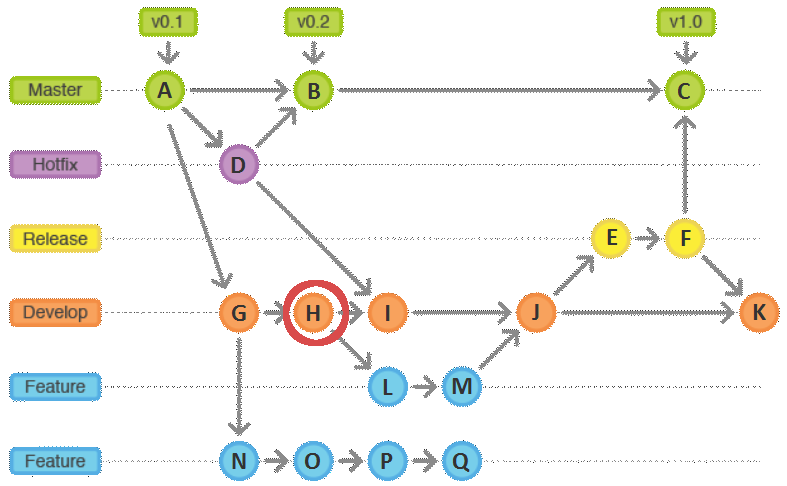 v0.1 v0.2 v1.0
Master A B C
Hotfix D
Release E F
Develop G H I J K
Feature L M
Feature N O P Q